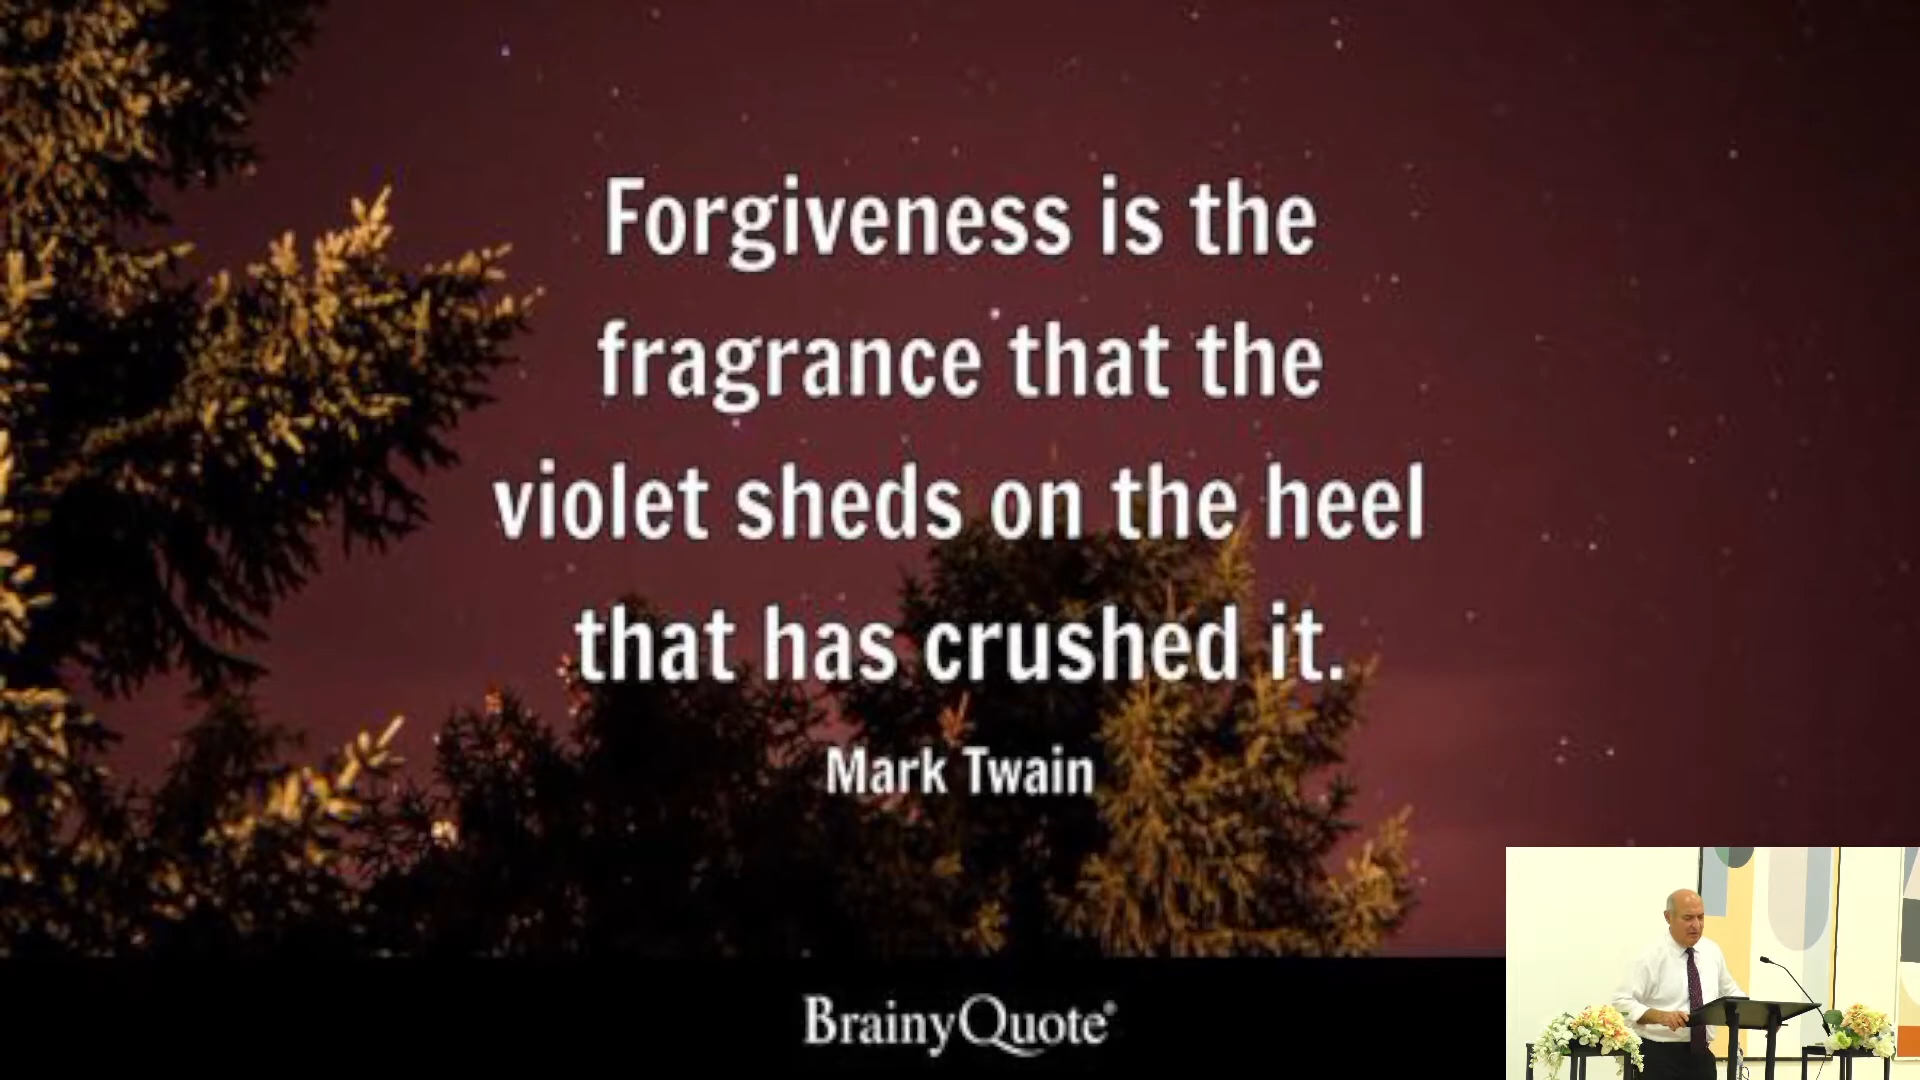 Forgiveness is the
fragrance that the
violet sheds on the heel
that has crushed it.
Mark Twain
BrainyQuote®